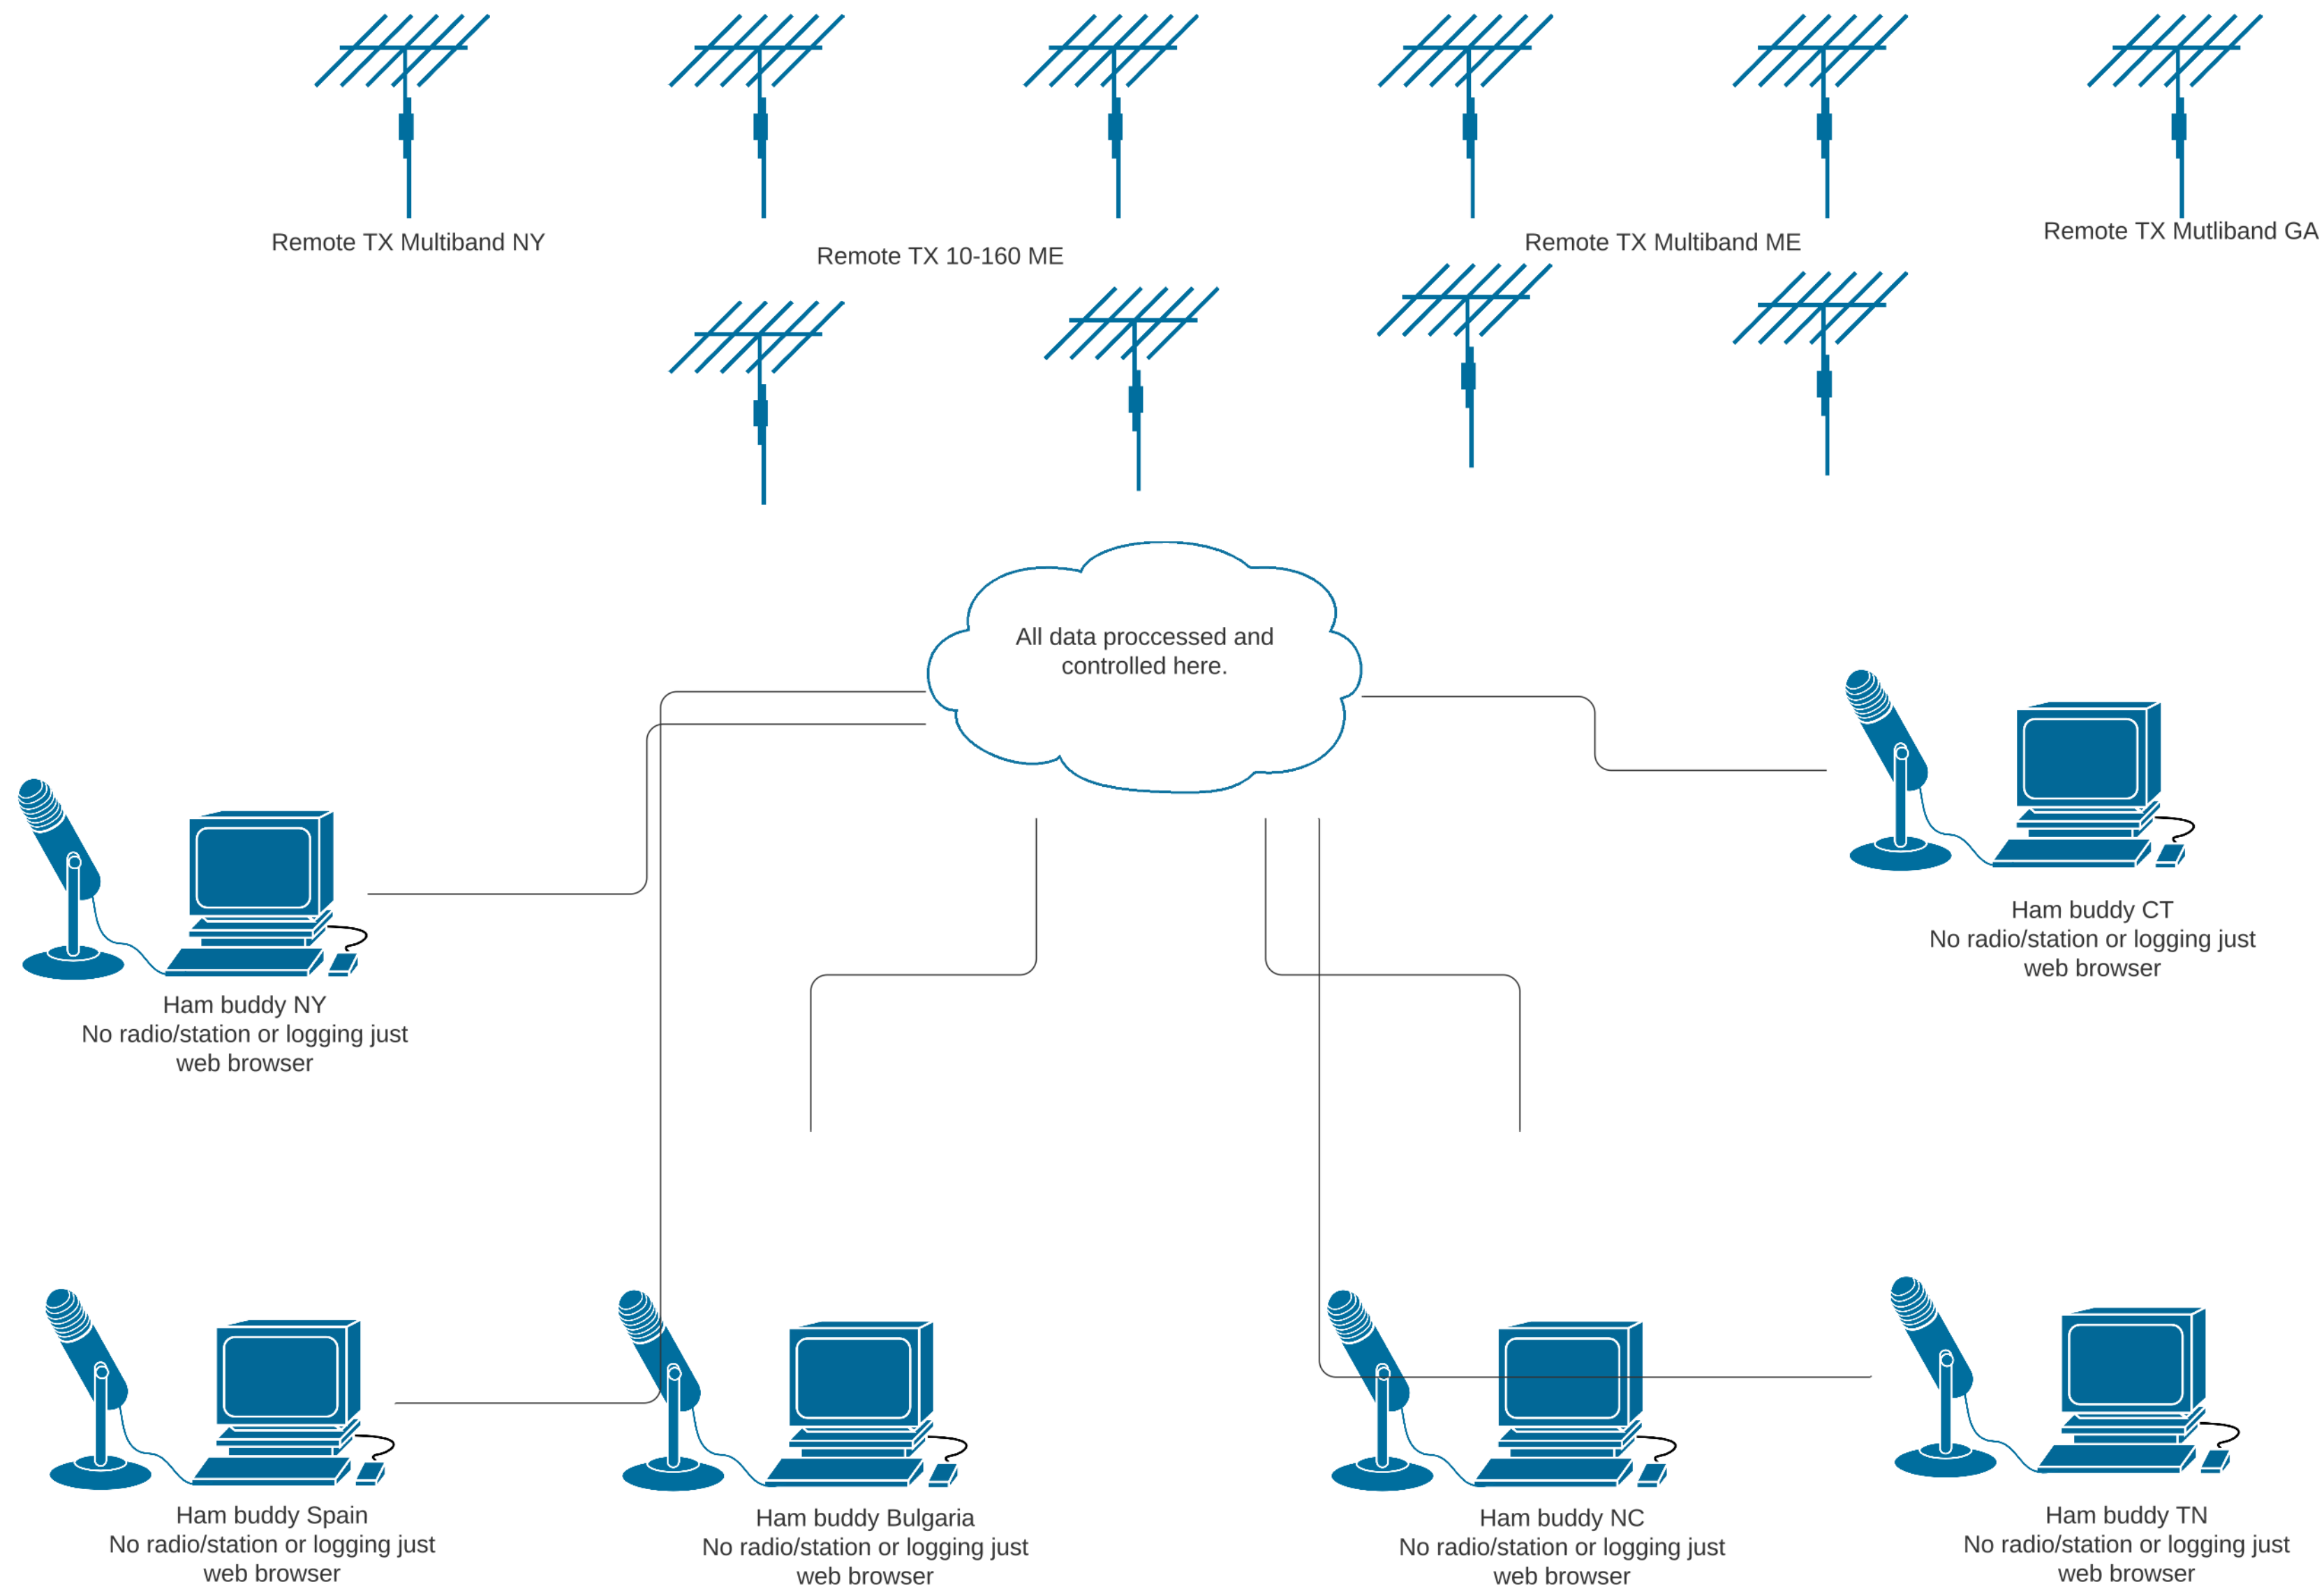 Remote TX Multiband NY
Remote TX 10-160 ME
Remote TX Multiband ME
Remote TX Mutliband GA
All data proccessed and
controlled here.
Ham buddy CT
No radio/station or logging just
web browser
Ham buddy NY
No radio/station or logging just
web browser
Ham buddy Spain
No radio/station or logging just
web browser
Ham buddy Bulgaria
No radio/station or logging just
web browser
Ham buddy NC
No radio/station or logging just
web browser
Ham buddy TN
No radio/station or logging just
web browser